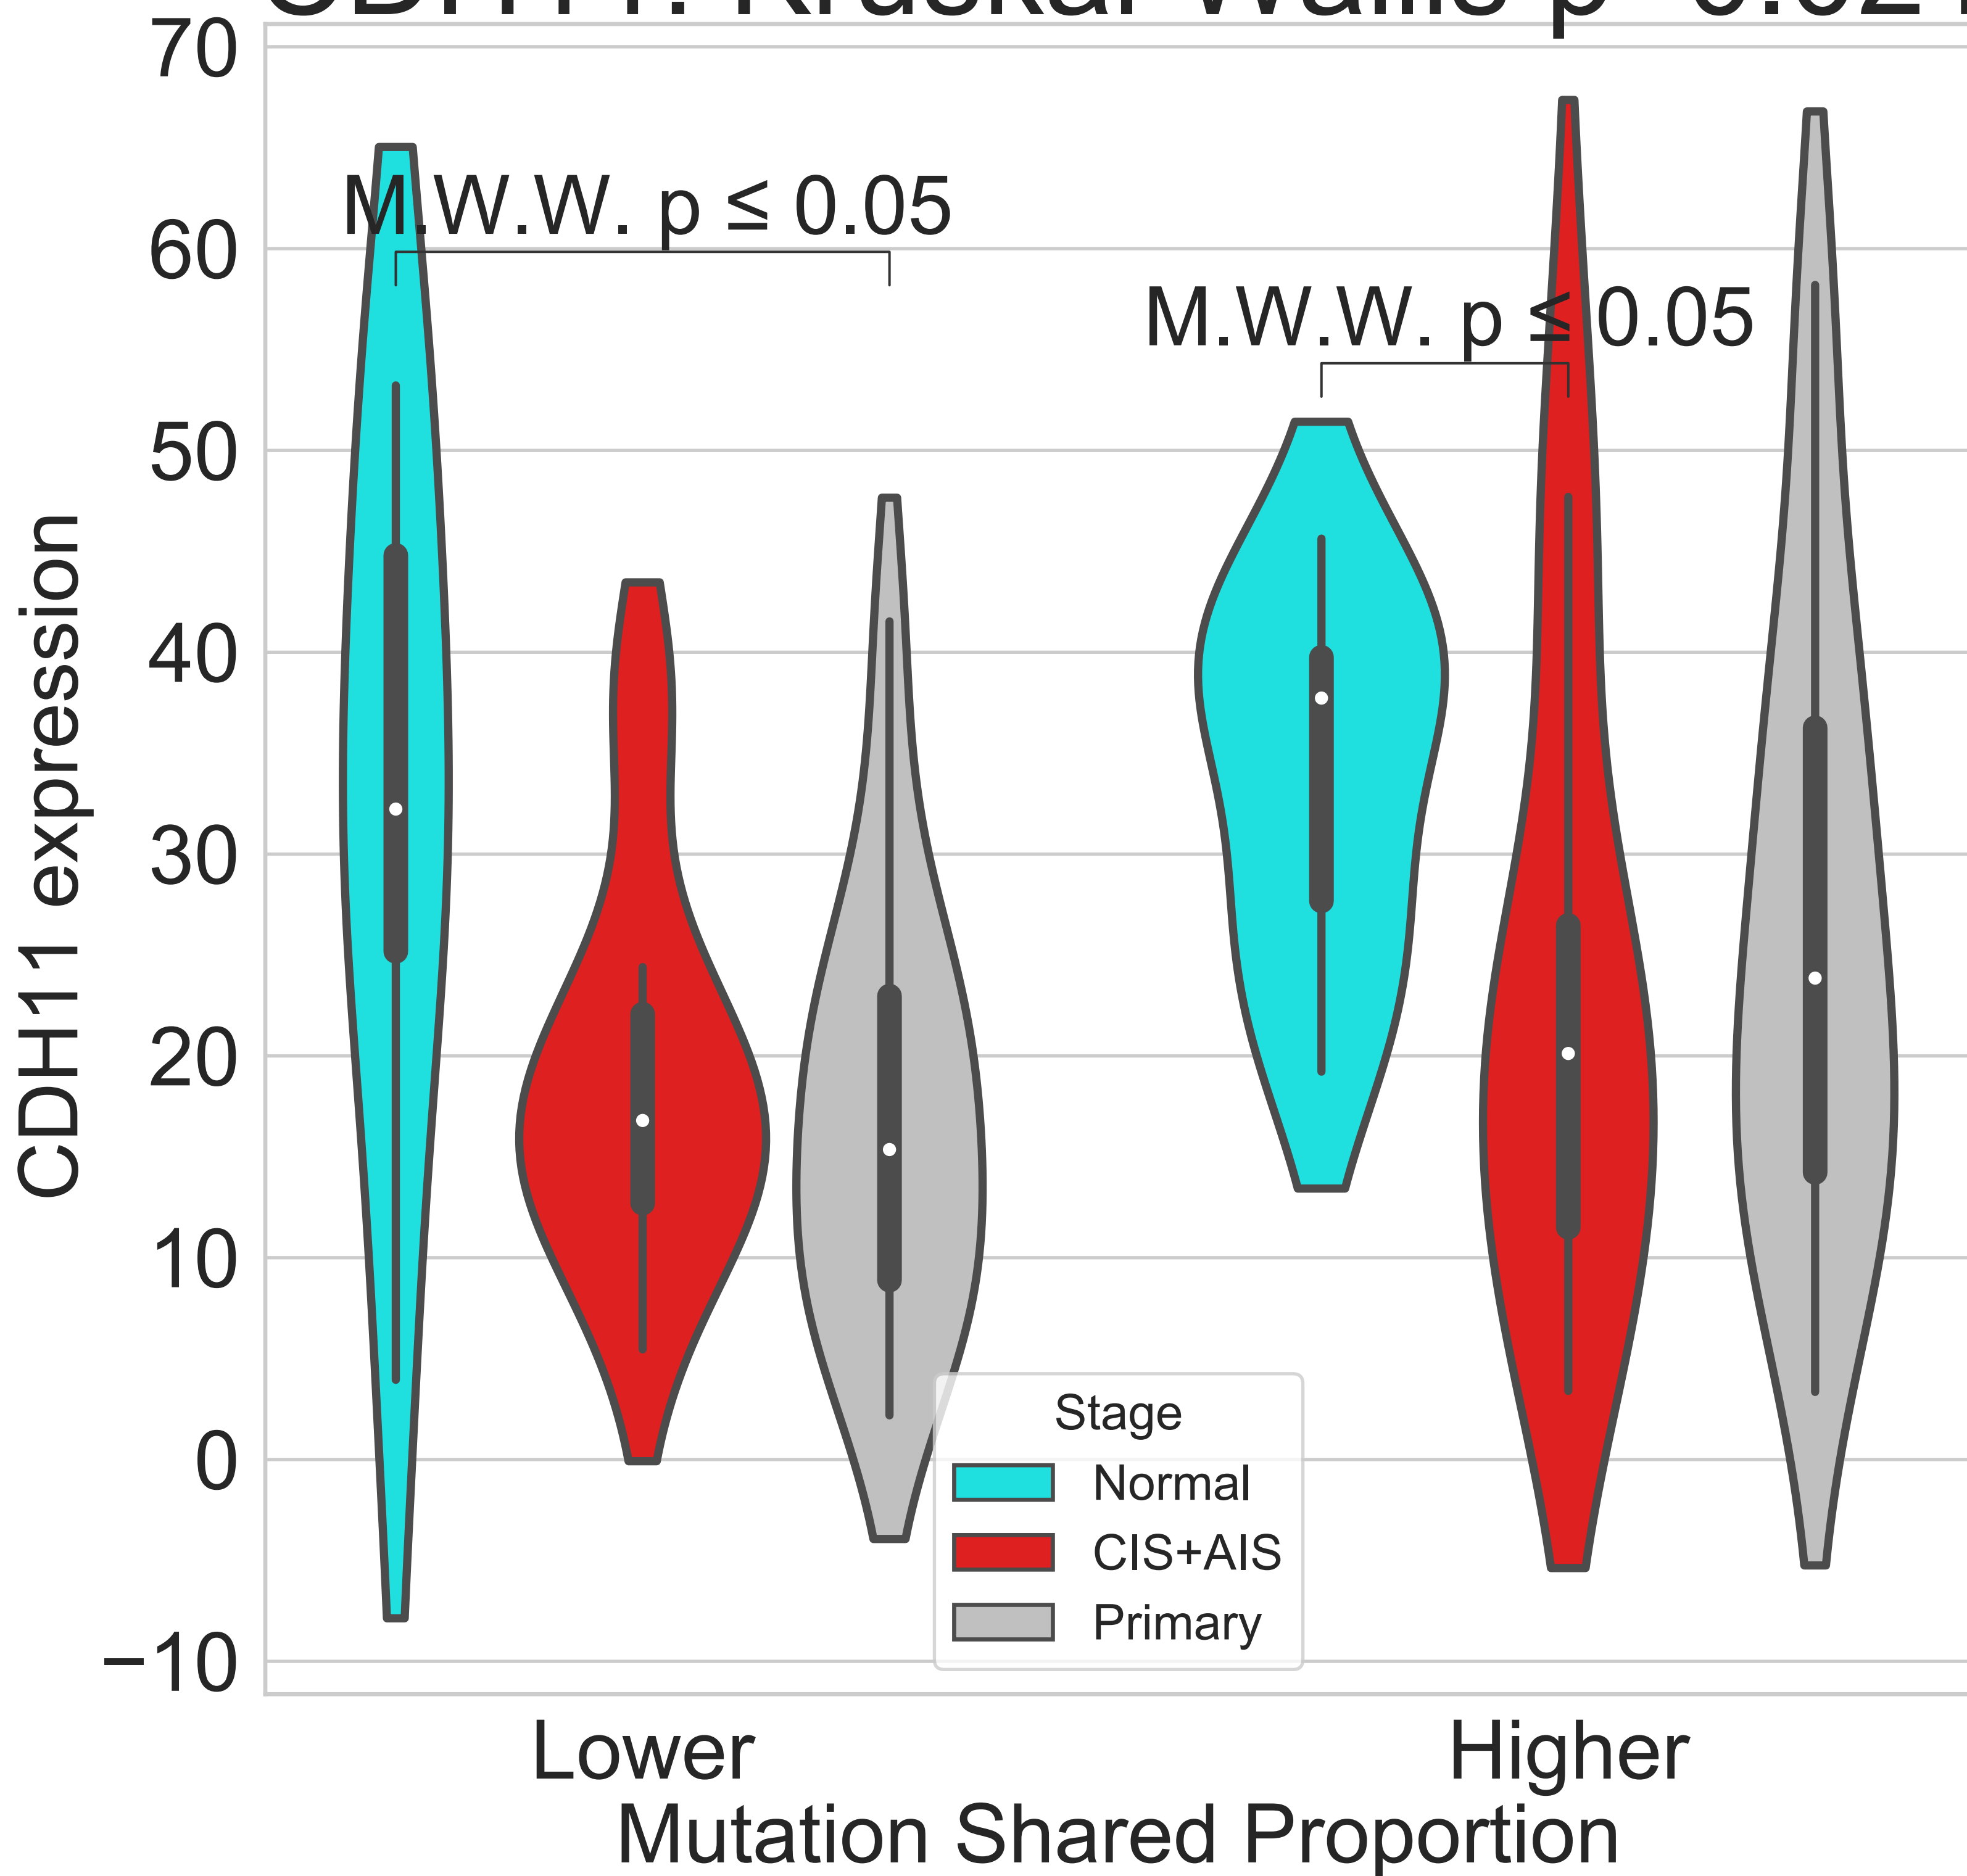 70
M.W.W. p ≤ 0.05
60
M.W.W. p ≤ 0.05
50
40
30
20
10
0
−10
CDH11 expression
Stage
Normal
CIS+AIS
Primary
Lower
Higher
Mutation Shared Proportion